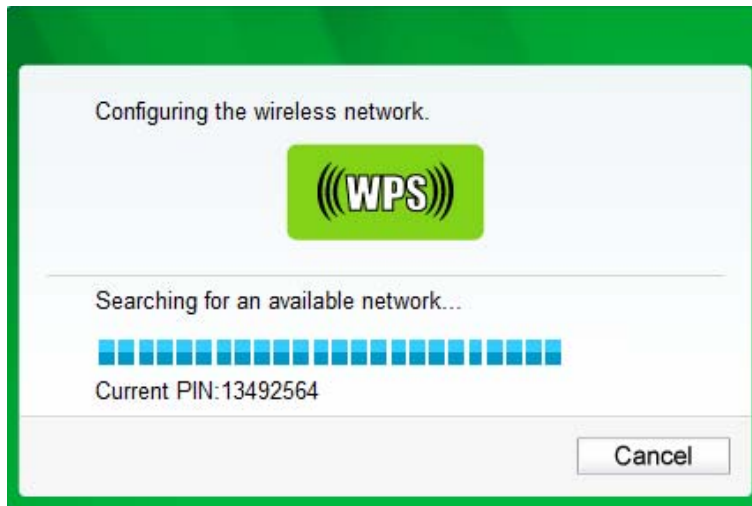 Configuring the wireless network.
WPS
Searching for an available network...
Current PIN:13492564
Cancel